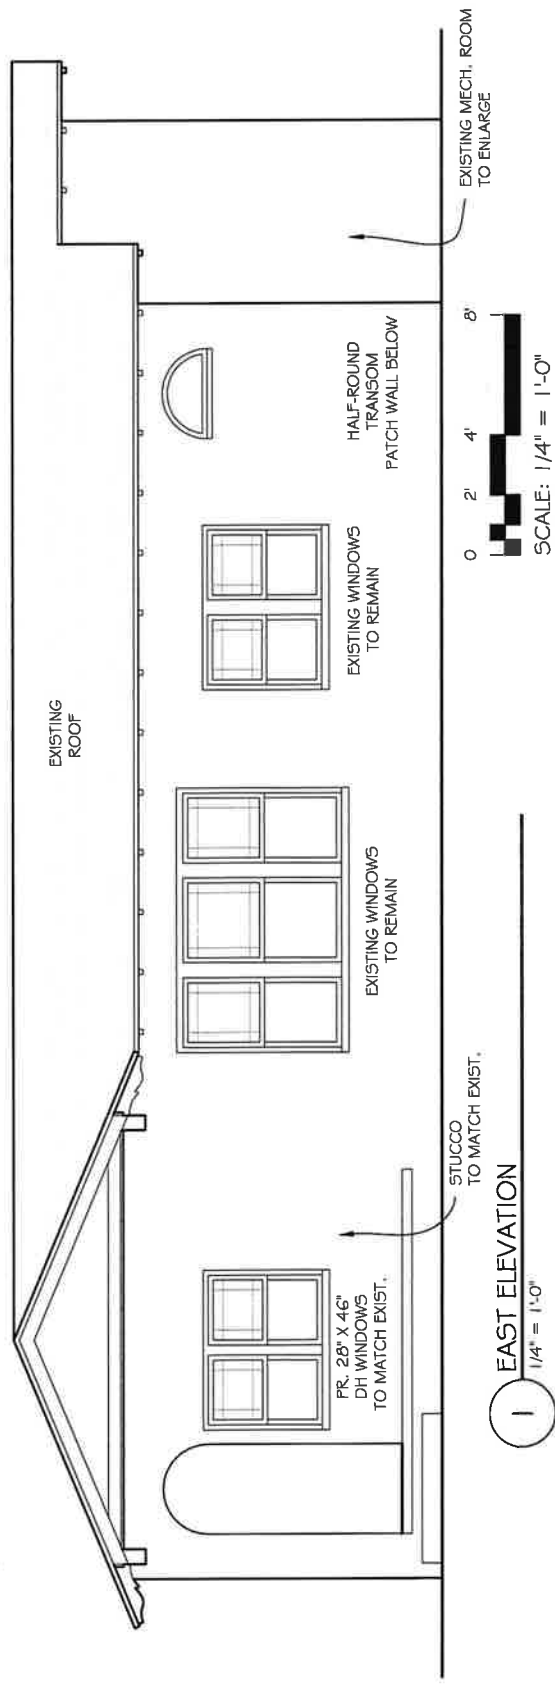 EXISTING
ROOF
PR. 28" X 46"
DH WINDOWS
TO MATCH EXIST.
STUCCO
TO MATCH EXIST.
EXISTING WINDOWS
TO REMAIN
EXISTING WINDOWS
TO REMAIN
HALF-ROUND
TRANSOM
PATCH WALL BELOW
EXISTING MECH. ROOM
TO ENLARGE
1
EAST ELEVATION
1/4" = 1'-0"
0 2' 4' 8'
SCALE: 1/4" = 1'-0"